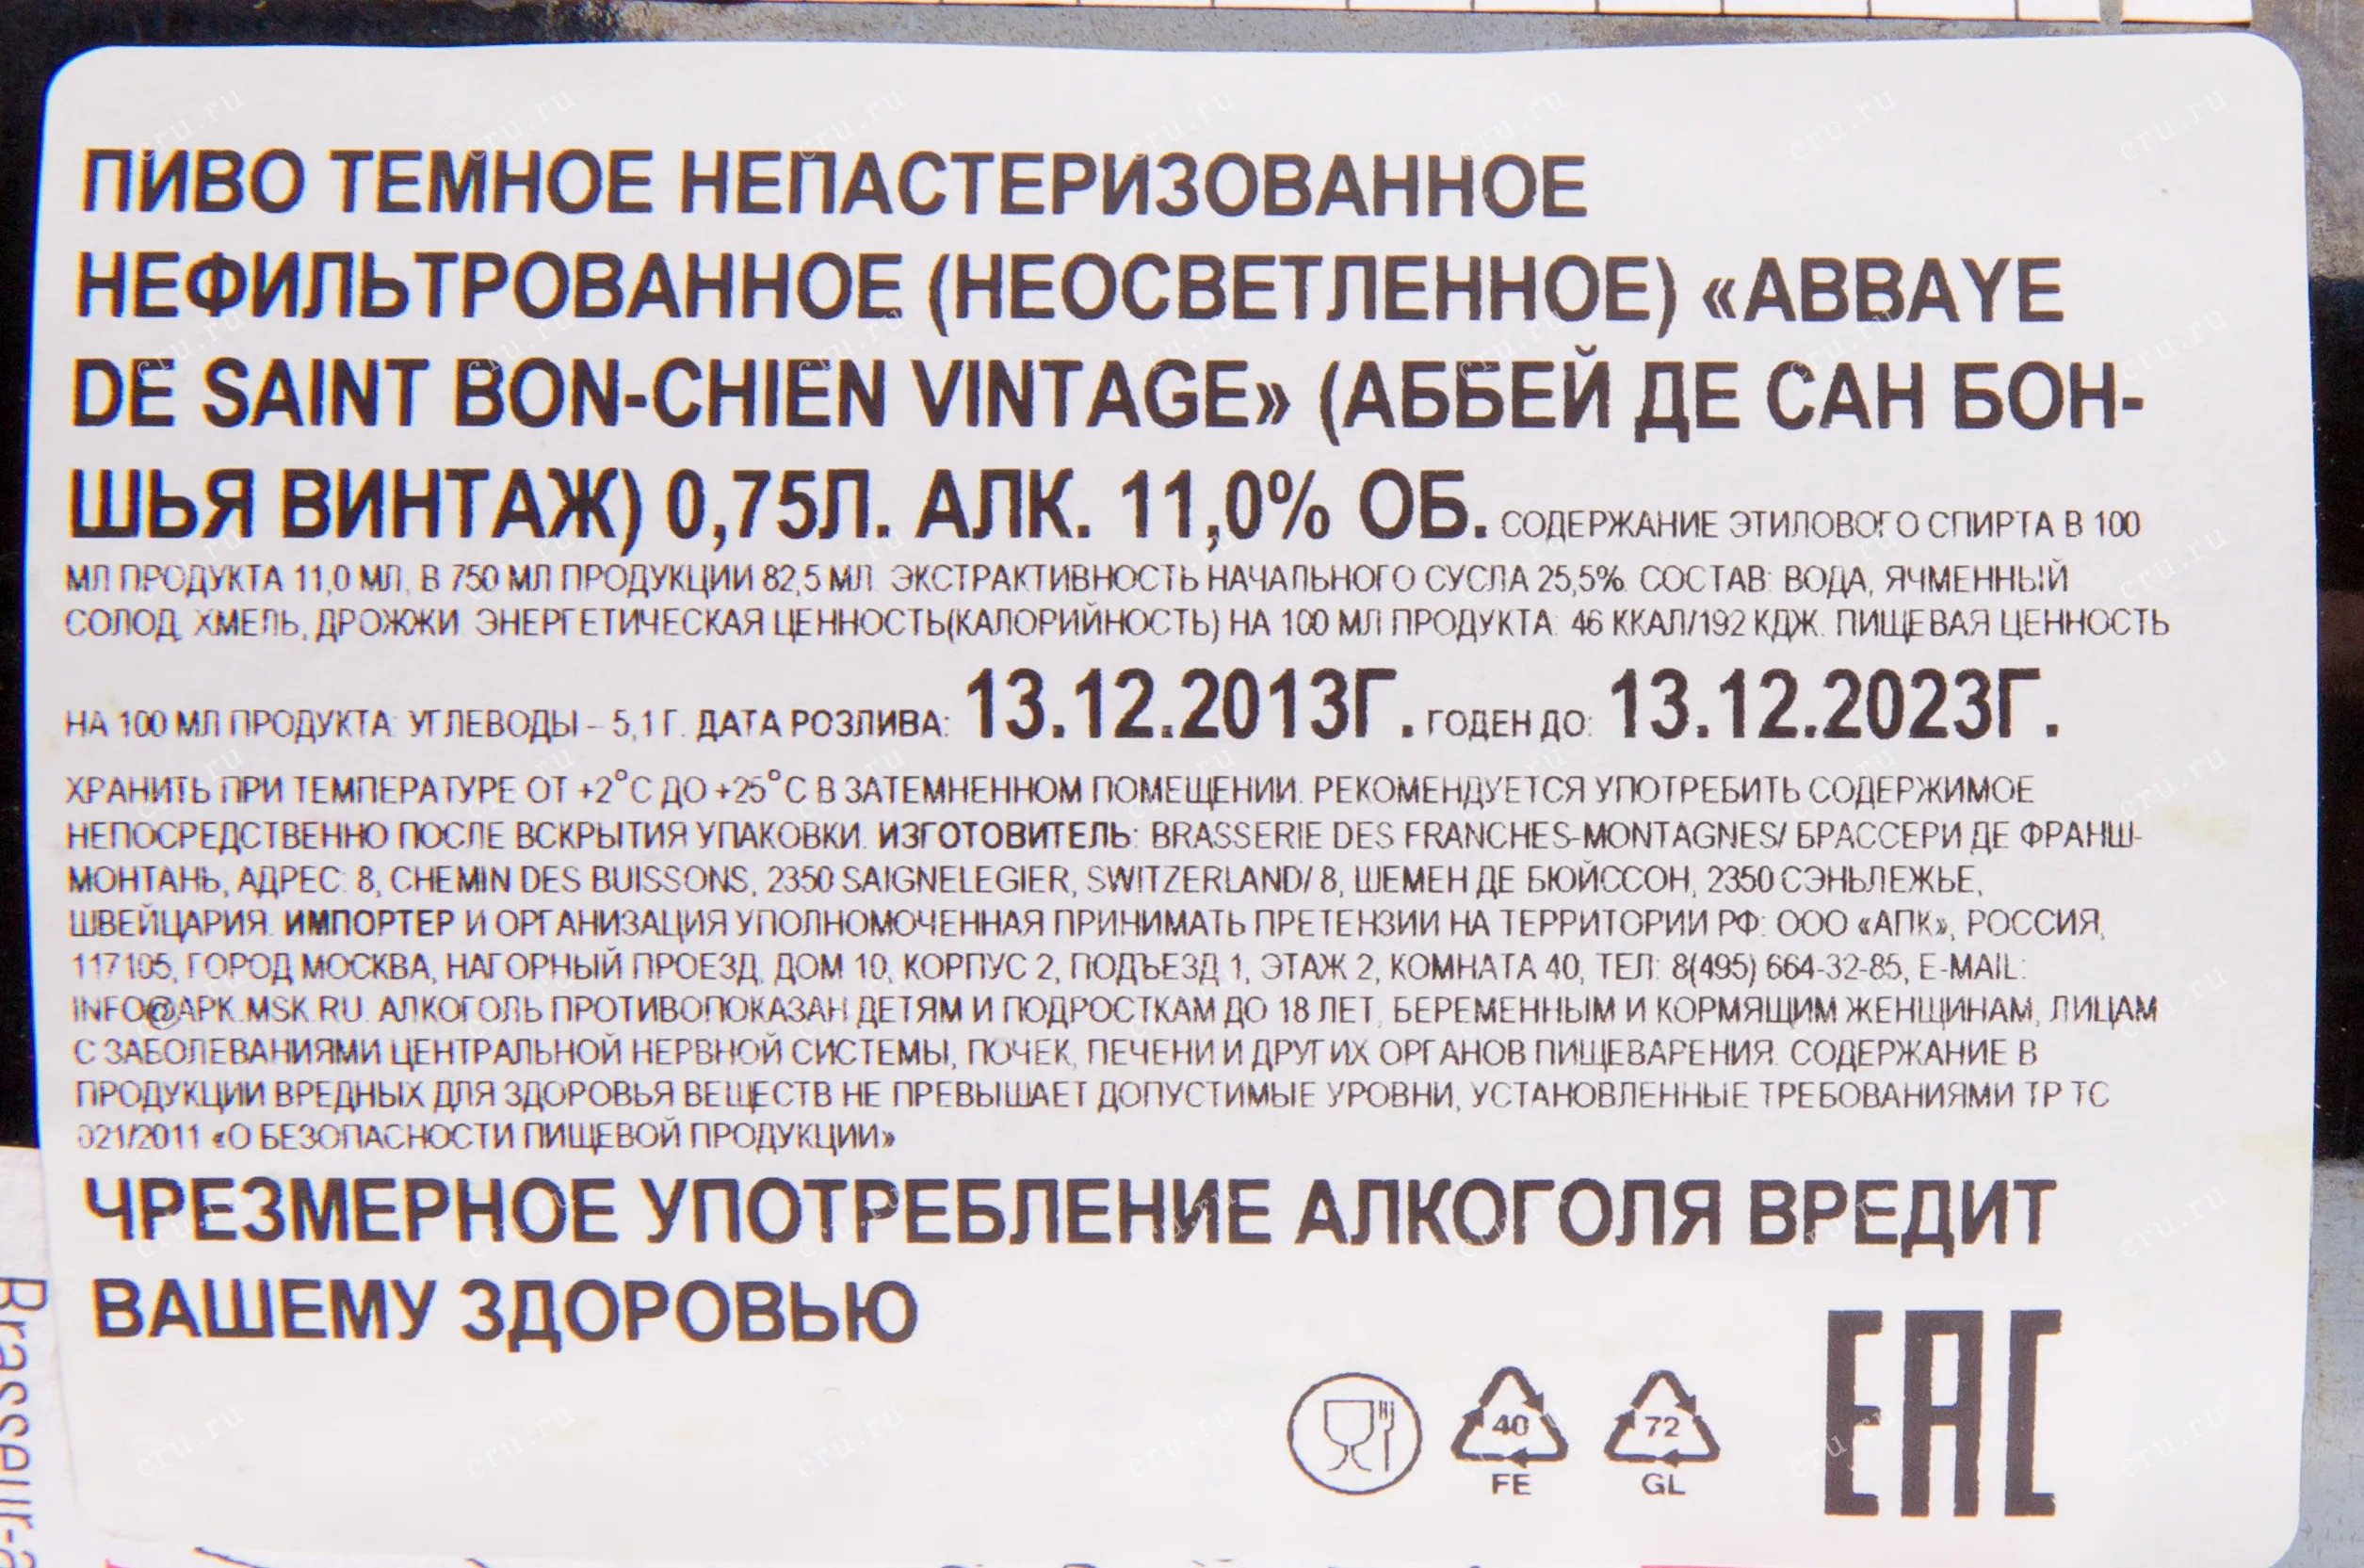 ПИВО ТЕМНОЕ НЕПАСТЕРИЗОВАННОЕ
НЕФИЛЬТРОВАННОЕ (НЕОСВЕТЛЕННОЕ) «ABBAYE
DE SAINT BON-CHIEN VINTAGE» (АББЕЙ ДЕ САН БОН-
ШЬЯ ВИНТАЖ) 0,75Л. АЛК. 11,0% ОБ. СОДЕРЖАНИЕ ЭТИЛОВОГО СПИРТА В 100
МЛ ПРОДУКТА 11,0 МЛ, В 750 МЛ ПРОДУКЦИИ 82,5 МЛ. ЭКСТРАКТИВНОСТЬ НАЧАЛЬНОГО СУСЛА 25,5%. СОСТАВ: ВОДА, ЯЧМЕННЫЙ
СОЛОД, ХМЕЛЬ, ДРОЖЖИ. ЭНЕРГЕТИЧЕСКАЯ ЦЕННОСТЬ(КАЛОРИЙНОСТЬ) НА 100 МЛ ПРОДУКТА: 46 ККАЛ/192 КДЖ. ПИЩЕВАЯ ЦЕННОСТЬ
НА 100 МЛ ПРОДУКТА: УГЛЕВОДЫ – 5,1 Г. ДАТА РОЗЛИВА: 13.12.2013Г. ГОДЕН ДО: 13.12.2023Г.
ХРАНИТЬ ПРИ ТЕМПЕРАТУРЕ ОТ +2°С ДО +25°С В ЗАТЕМНЕННОМ ПОМЕЩЕНИИ. РЕКОМЕНДУЕТСЯ УПОТРЕБИТЬ СОДЕРЖИМОЕ
НЕПОСРЕДСТВЕННО ПОСЛЕ ВСКРЫТИЯ УПАКОВКИ. ИЗГОТОВИТЕЛЬ: BRASSERIE DES FRANCHES-MONTAGNES/ БРАССЕРИ ДЕ ФРАНШ-
МОНТАНЬ, АДРЕС: 8, CHEMIN DES BUISSONS, 2350 SAIGNELEGIER, SWITZERLAND/ 8, ШЕМЕН ДЕ БЮЙССОН, 2350 СЭНЬЛЕЖЬЕ,
ШВЕЙЦАРИЯ. ИМПОРТЕР И ОРГАНИЗАЦИЯ УПОЛНОМОЧЕННАЯ ПРИНИМАТЬ ПРЕТЕНЗИИ НА ТЕРРИТОРИИ РФ: ООО «АПК», РОССИЯ,
117105, ГОРОД МОСКВА, НАГОРНЫЙ ПРОЕЗД, ДОМ 10, КОРПУС 2, ПОДЪЕЗД 1, ЭТАЖ 2, КОМНАТА 40, ТЕЛ: 8(495) 664-32-85, E-MAIL:
INFO@APK.MSK.RU. АЛКОГОЛЬ ПРОТИВОПОКАЗАН ДЕТЯМ И ПОДРОСТКАМ ДО 18 ЛЕТ, БЕРЕМЕННЫМ И КОРМЯЩИМ ЖЕНЩИНАМ, ЛИЦАМ
С ЗАБОЛЕВАНИЯМИ ЦЕНТРАЛЬНОЙ НЕРВНОЙ СИСТЕМЫ, ПОЧЕК, ПЕЧЕНИ И ДРУГИХ ОРГАНОВ ПИЩЕВАРЕНИЯ. СОДЕРЖАНИЕ В
ПРОДУКЦИИ ВРЕДНЫХ ДЛЯ ЗДОРОВЬЯ ВЕЩЕСТВ НЕ ПРЕВЫШАЕТ ДОПУСТИМЫЕ УРОВНИ, УСТАНОВЛЕННЫЕ ТРЕБОВАНИЯМИ ТР ТС
021/2011 «О БЕЗОПАСНОСТИ ПИЩЕВОЙ ПРОДУКЦИИ»
ЧРЕЗМЕРНОЕ УПОТРЕБЛЕНИЕ АЛКОГОЛЯ ВРЕДИТ
ВАШЕМУ ЗДОРОВЬЮ
40
FE
72
GL
EAC
cru.ru